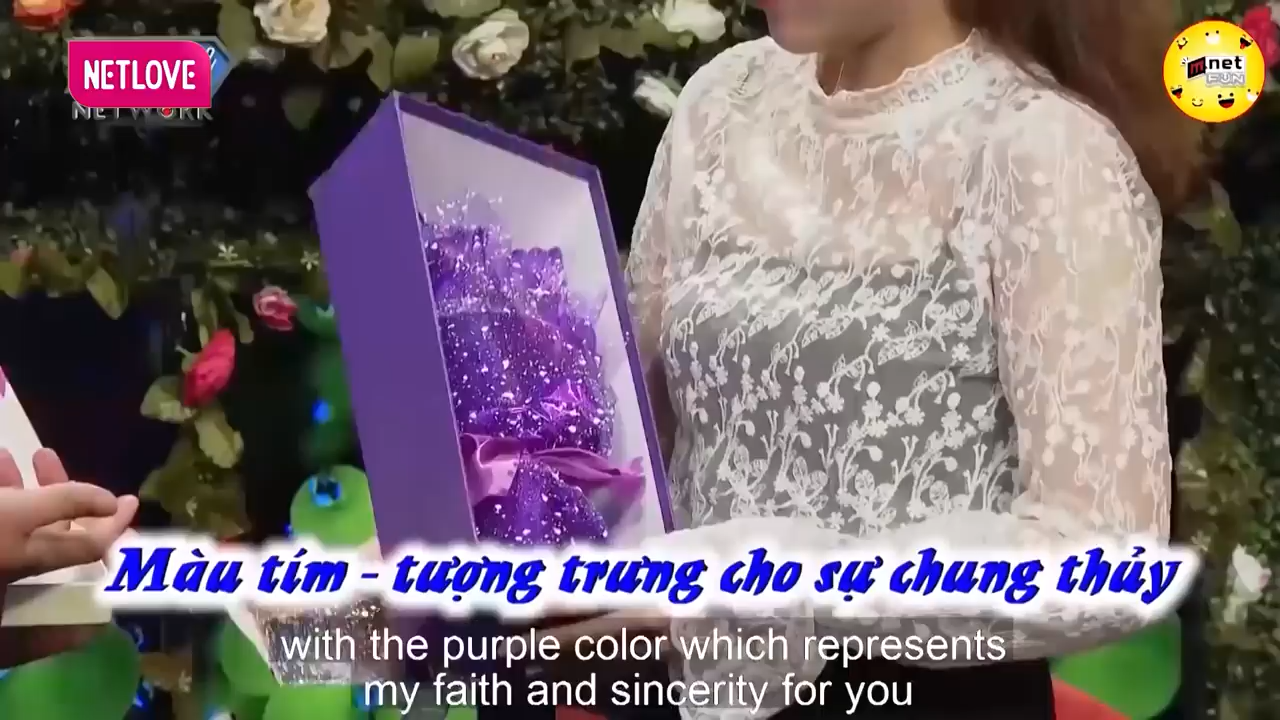 NETLOVE
NETWORK
m.net
FUN
Màu tím - tượng trưng cho sự chung thủy
with the purple color which represents
my faith and sincerity for you